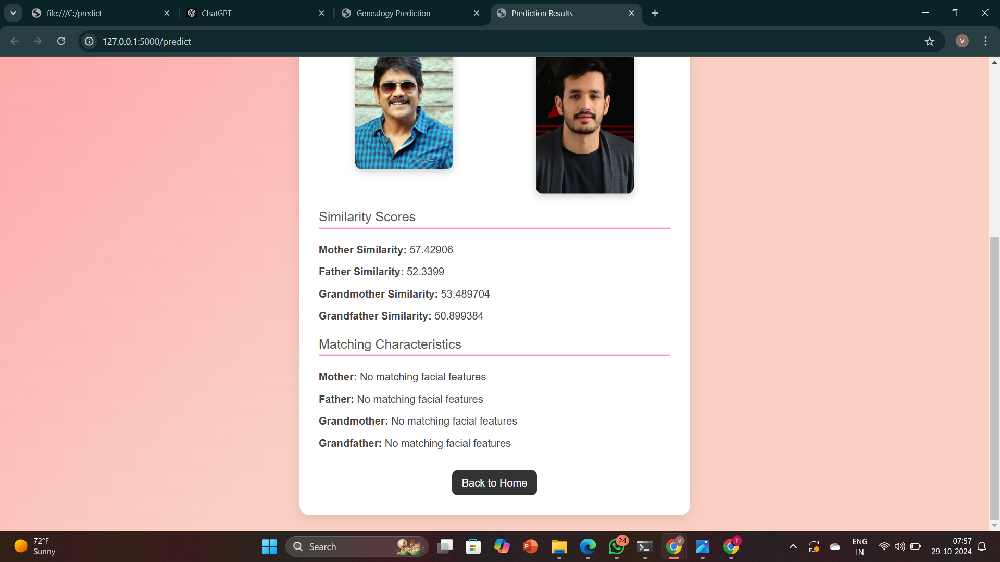 file:///C:/predict
ChatGPT
Genealogy Prediction
Prediction Results
127.0.0.1:5000/predict
V
Similarity Scores
Mother Similarity: 57.42906
Father Similarity: 52.3399
Grandmother Similarity: 53.489704
Grandfather Similarity: 50.899384
Matching Characteristics
Mother: No matching facial features
Father: No matching facial features
Grandmother: No matching facial features
Grandfather: No matching facial features
Back to Home
72°F
Sunny
Search
P
24
V
T
ENG
IN
07:57
29-10-2024